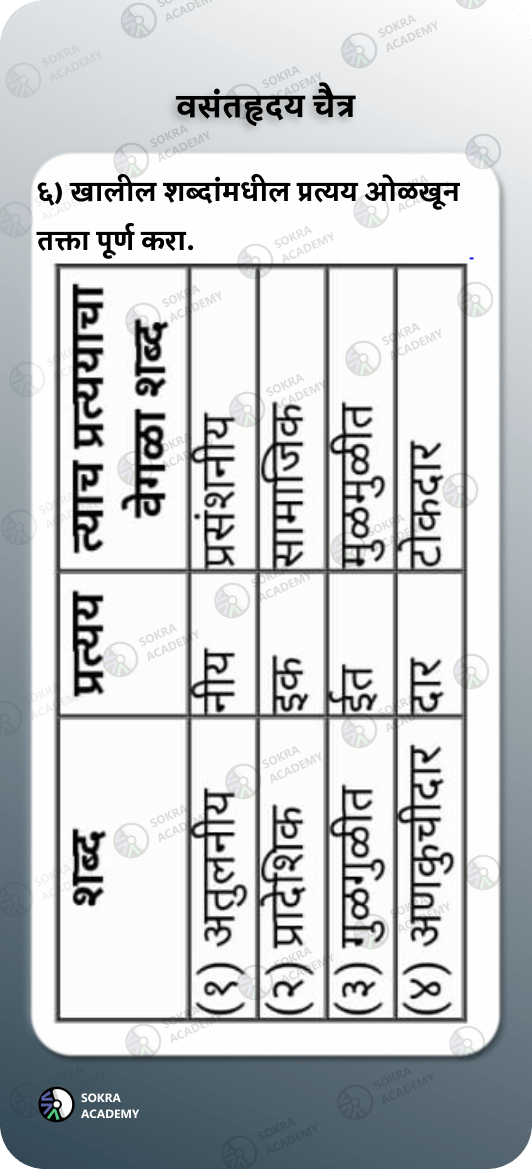 वसंतहृदय चैत्र
६) खालील शब्दांमधील प्रत्यय ओळखून
तक्ता पूर्ण करा.
शब्द प्रत्यय त्याच प्रत्ययाचा
वेगळा शब्द
(१) अतुलनीय नीय प्रसंशनीय
(२) प्रादेशिक इक सामाजिक
(३) गुळगुळीत ईत मुळमुळीत
(४) आणकुचीदार दार टोकदार
SOKRA
ACADEMY